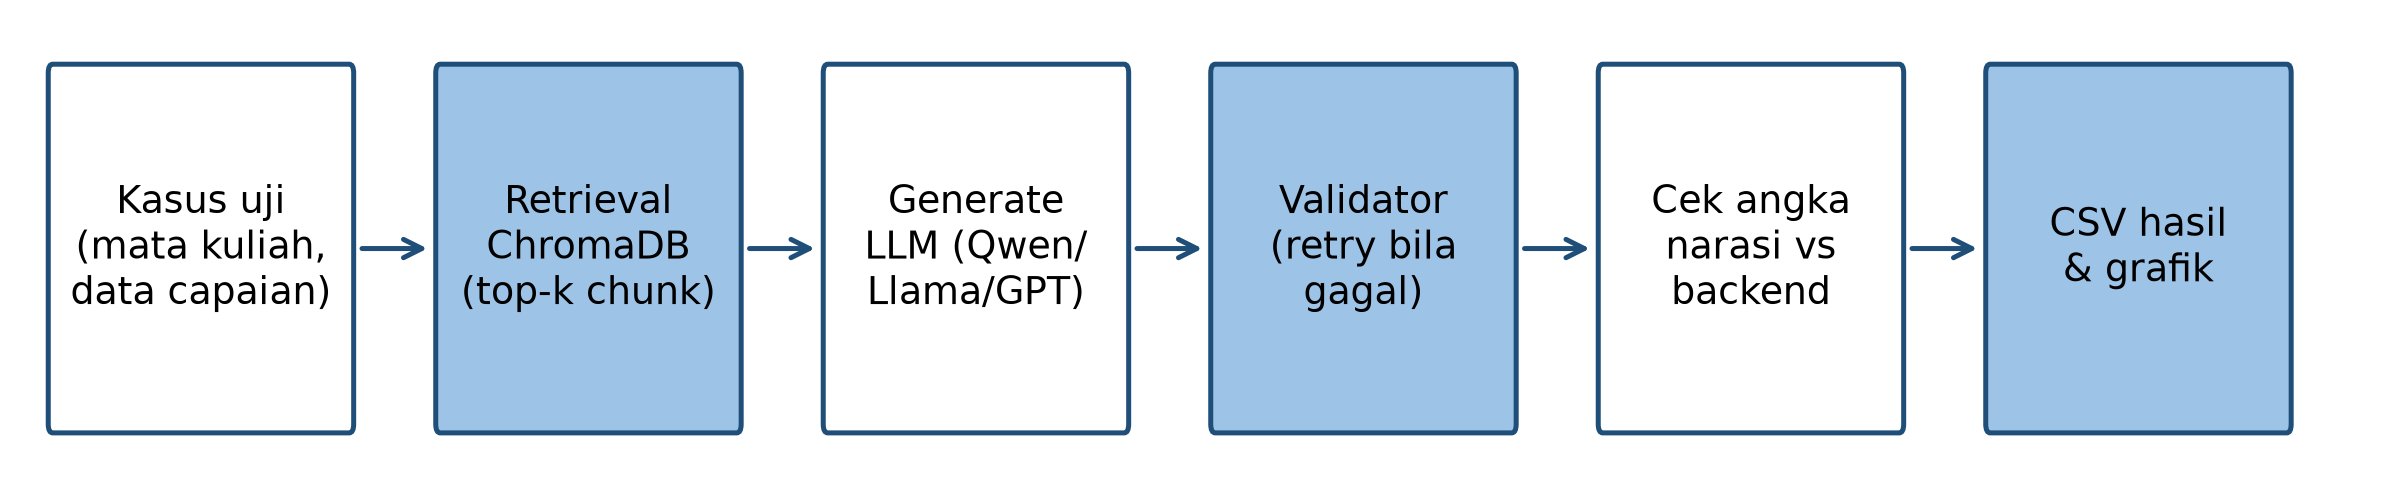 Kasus uji
(mata kuliah,
data capaian)
Retrieval
ChromaDB
(top-k chunk)
Generate
LLM (Qwen/
Llama/GPT)
Validator
(retry bila
gagal)
Cek angka
narasi vs
backend
CSV hasil
& grafik